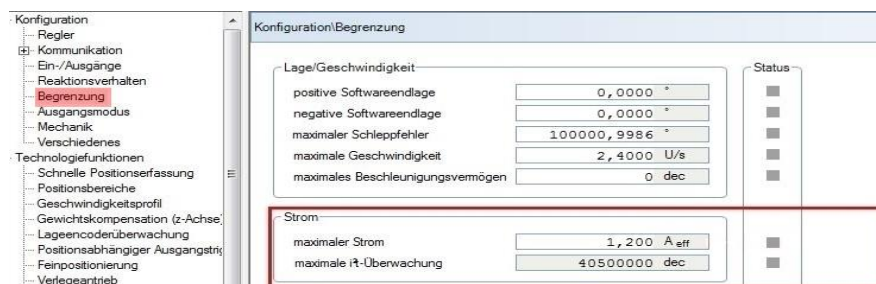 Konfiguration
Regler
Kommunikation
Ein-/Ausgänge
Reaktionsverhalten
Begrenzung
Ausgangsmodus
Mechanik
Verschiedenes
Technologiefunktionen
Schnelle Positionserfassung
Positionsbereiche
Geschwindigkeitsprofil
Gewichtskompensation (z-Achse)
Lageencoderüberwachung
Positionsabhängiger Ausgangstrig
Feinpositionierung
Verlegeantrieb
Konfiguration\Begrenzung
Lage/Geschwindigkeit
Status
positive Softwareendlage 0,0000 °
negative Softwareendlage 0,0000 °
maximaler Schleppfehler 100000,9986 °
maximale Geschwindigkeit 2,4000 U/s
maximales Beschleunigungsvermögen 0 dec
Strom
maximaler Strom 1,200 A eff
maximale i²t-Überwachung 40500000 dec